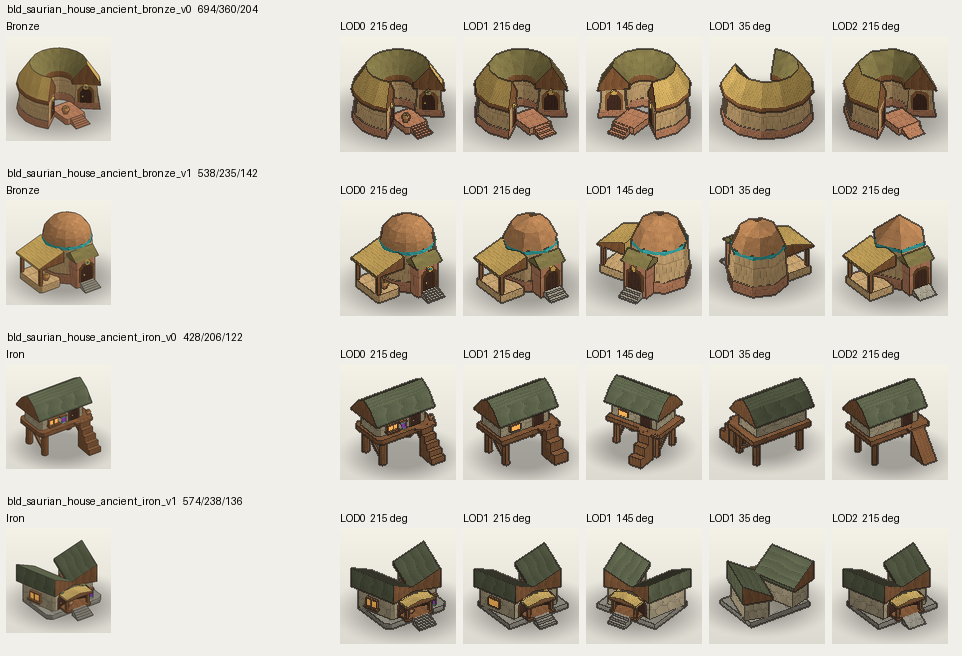 bld_saurian_house_ancient_bronze_v0 694/360/204
Bronze LOD0 215 deg LOD1 215 deg LOD1 145 deg LOD1 35 deg LOD2 215 deg
bld_saurian_house_ancient_bronze_v1 538/235/142
Bronze LOD0 215 deg LOD1 215 deg LOD1 145 deg LOD1 35 deg LOD2 215 deg
bld_saurian_house_ancient_iron_v0 428/206/122
Iron LOD0 215 deg LOD1 215 deg LOD1 145 deg LOD1 35 deg LOD2 215 deg
bld_saurian_house_ancient_iron_v1 574/238/136
Iron LOD0 215 deg LOD1 215 deg LOD1 145 deg LOD1 35 deg LOD2 215 deg